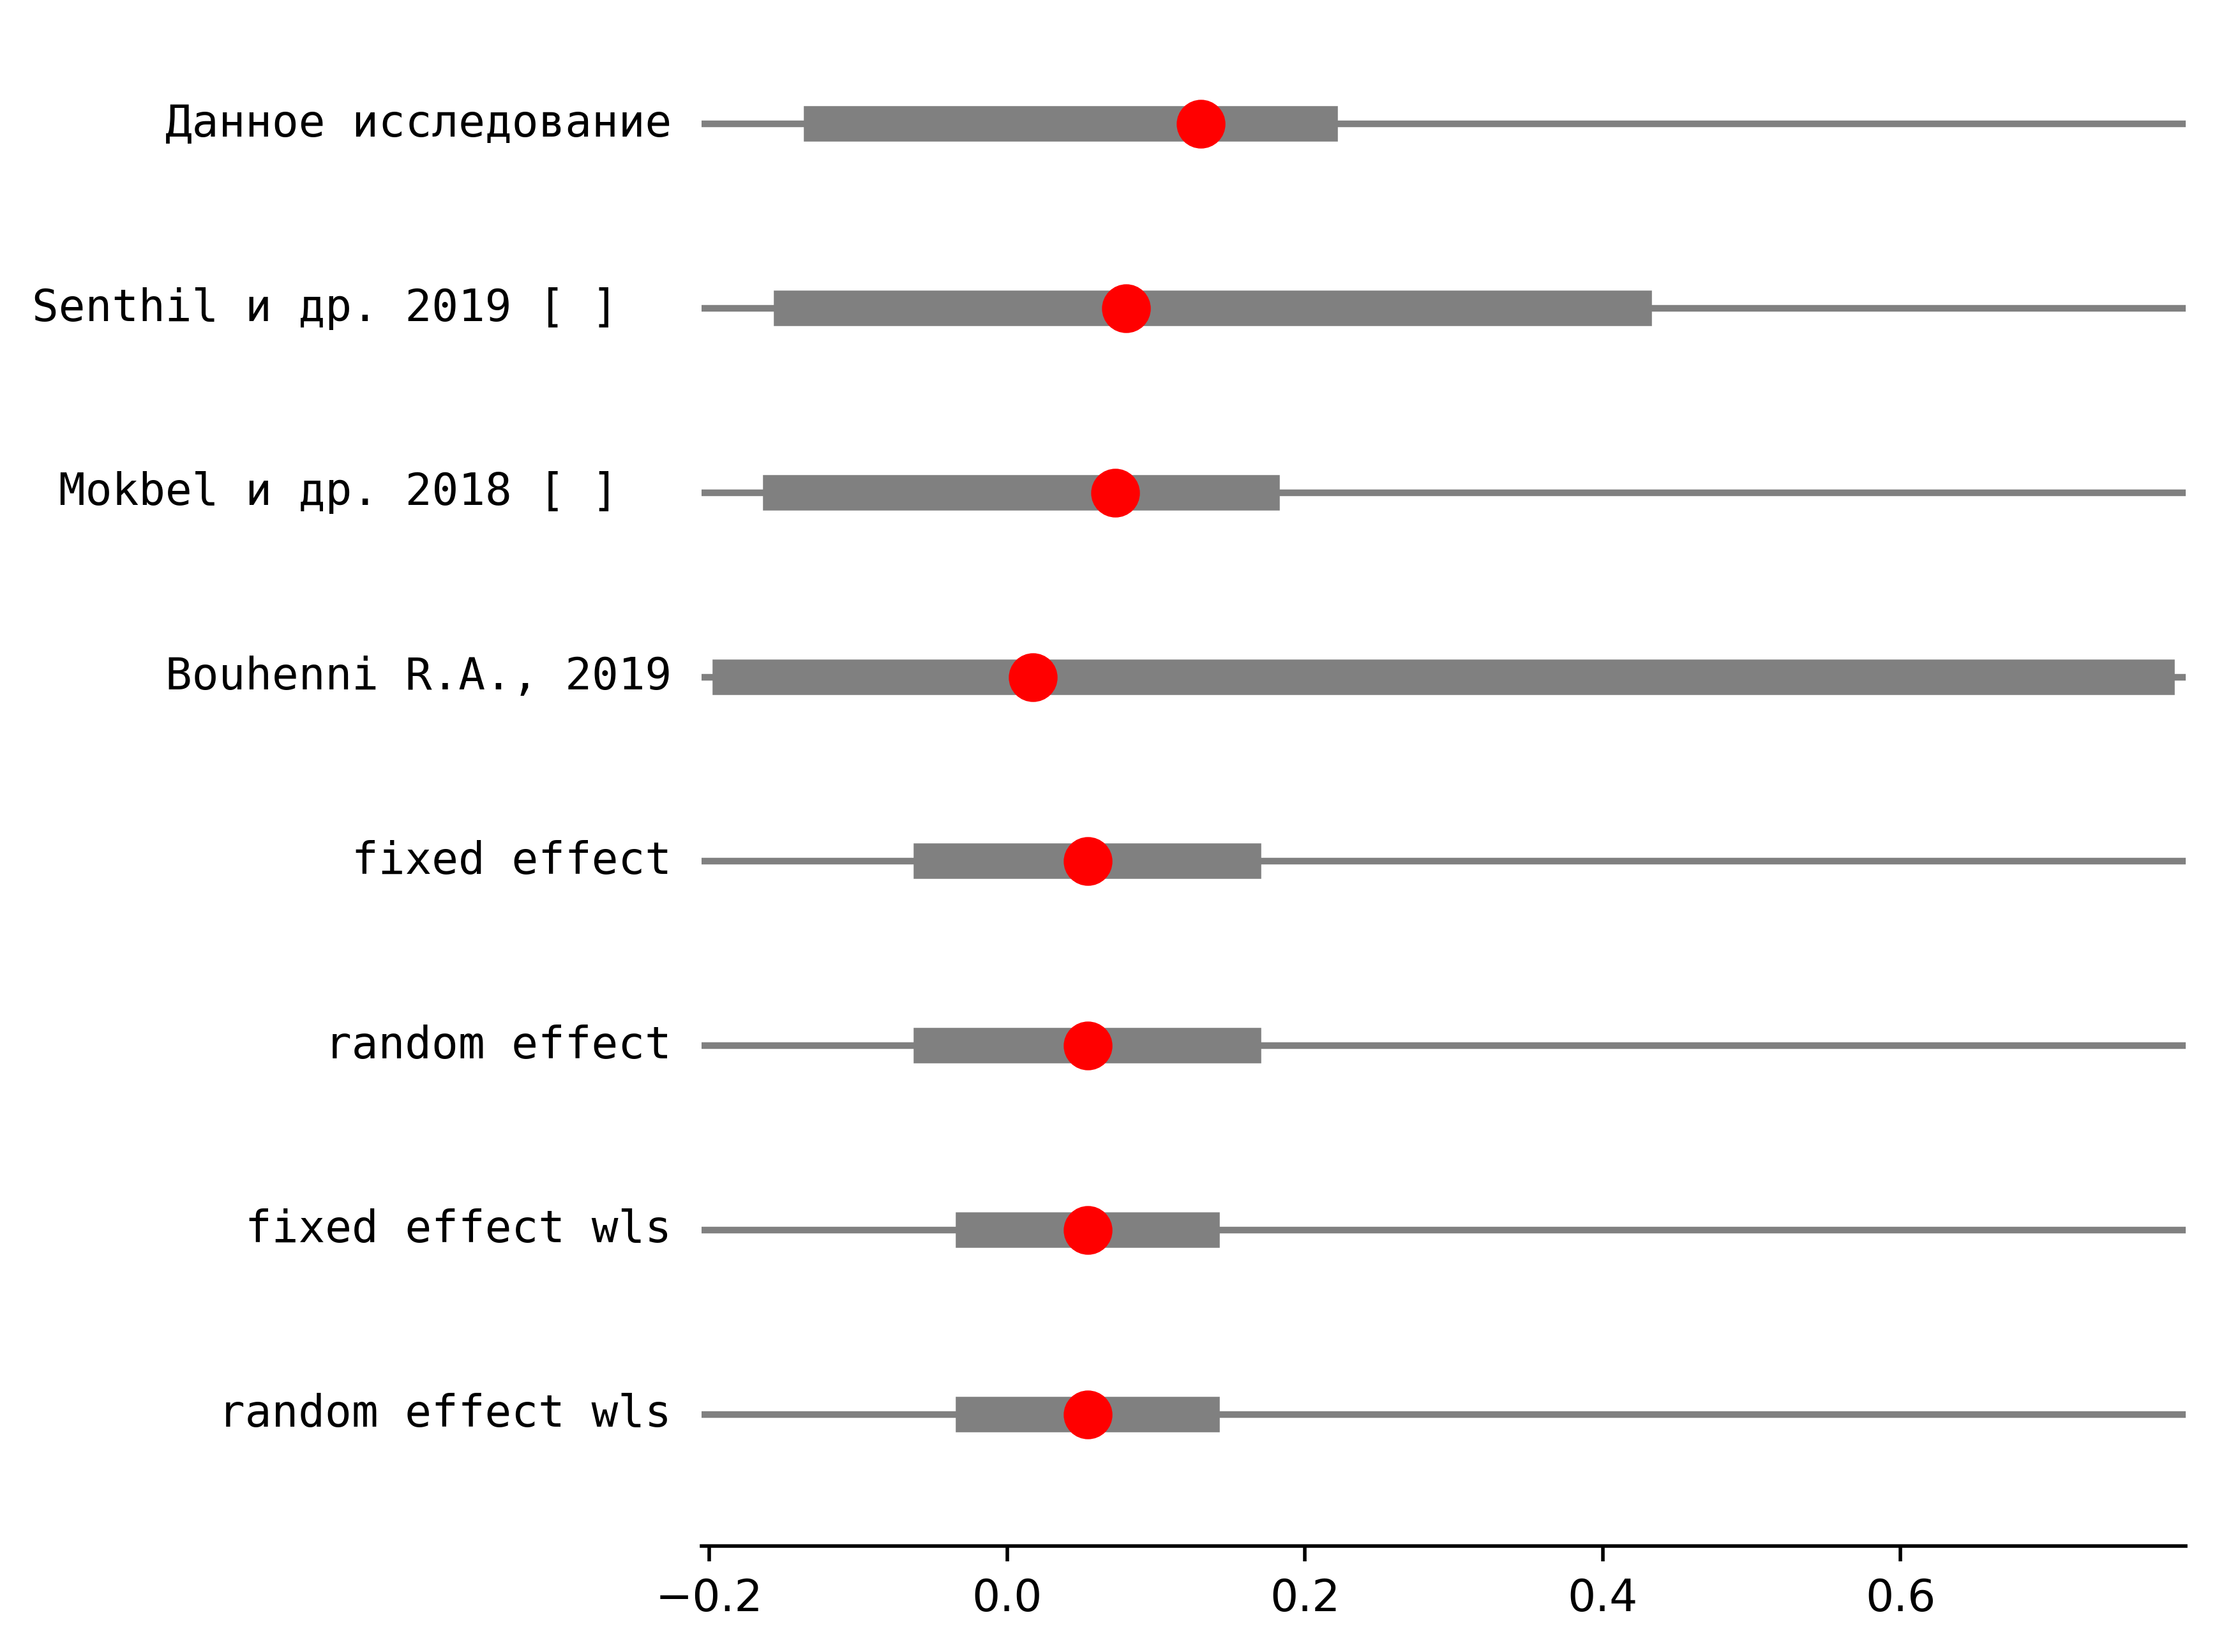 Данное исследование
Senthil и др. 2019 [ ]
Mokbel и др. 2018 [ ]
Bouhenni R.A., 2019
fixed effect
random effect
fixed effect wls
random effect wls
−0.2 0.0 0.2 0.4 0.6